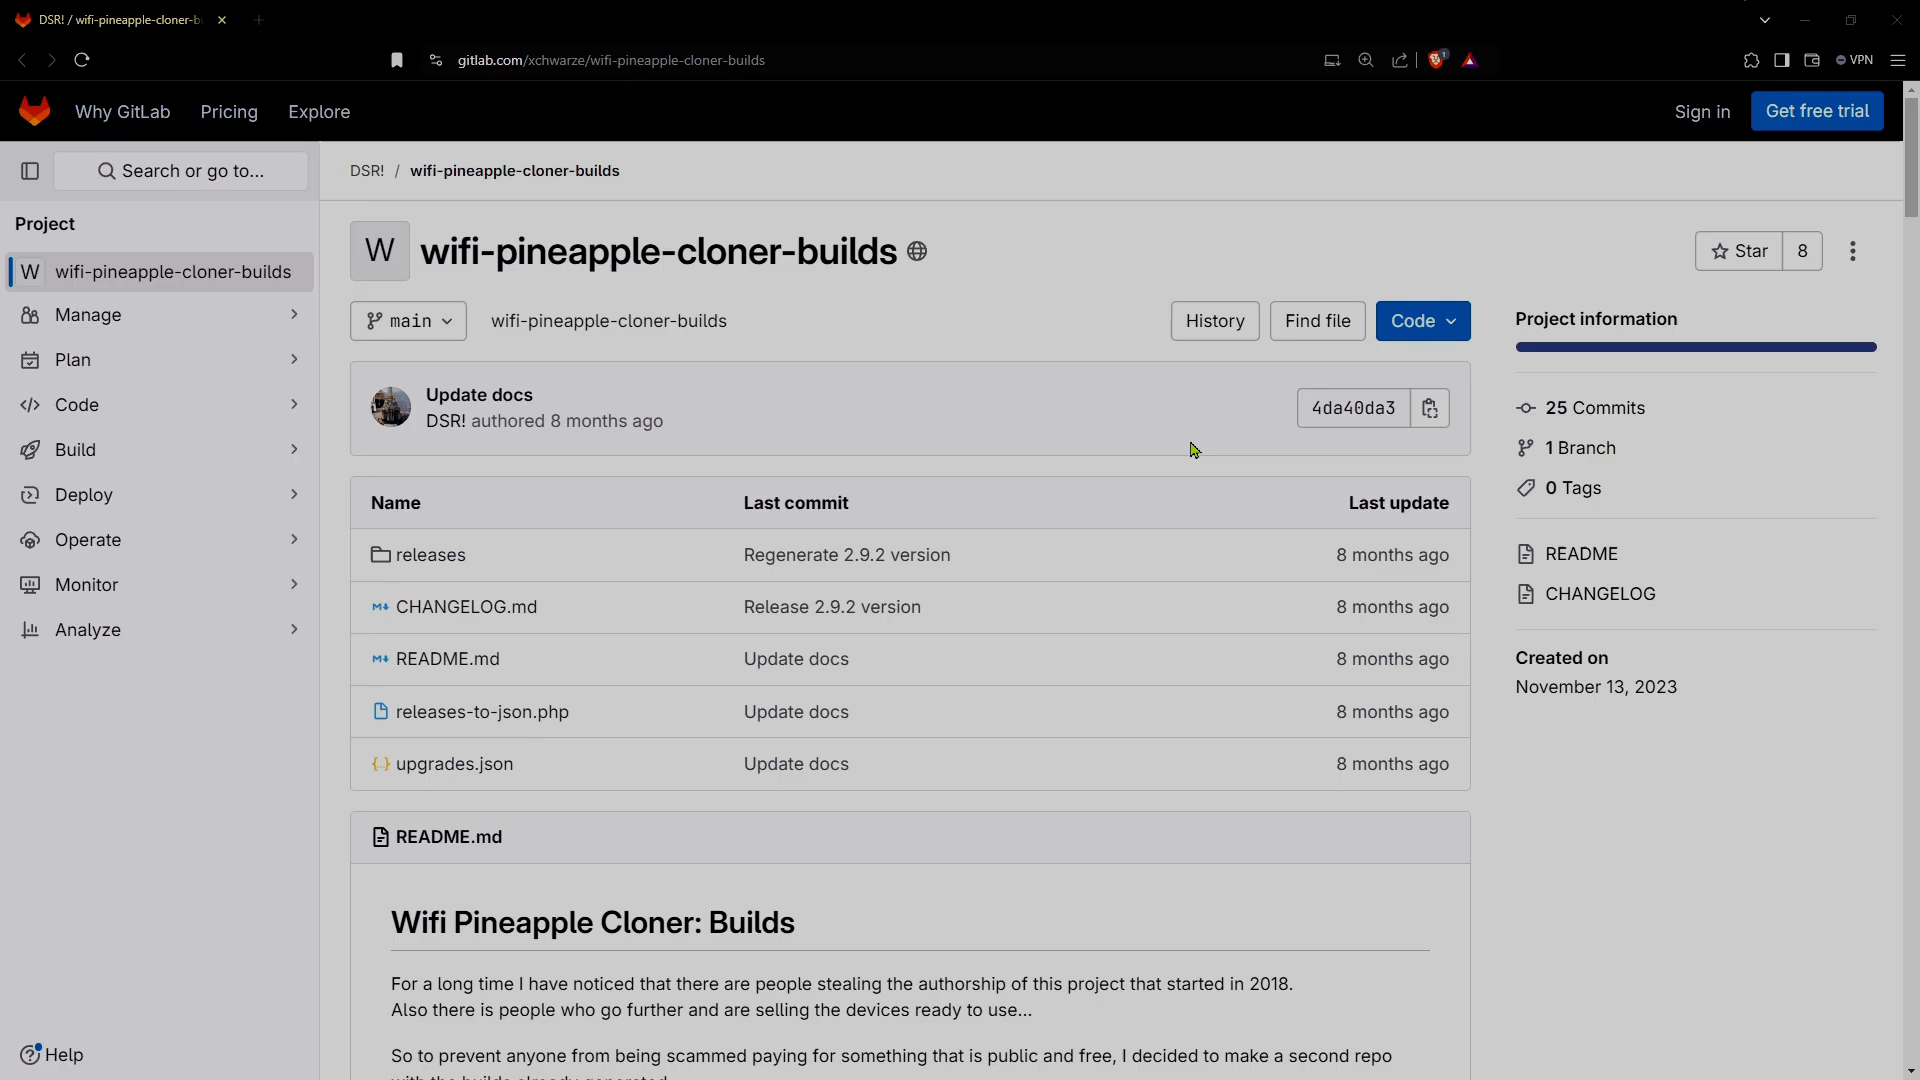 DSR! / wifi-pineapple-cloner-b
gitlab.com/xchwarze/wifi-pineapple-cloner-builds
1
VPN
Why GitLab
Pricing
Explore
Sign in
Get free trial
Search or go to...
DSR! / wifi-pineapple-cloner-builds
Project
W
wifi-pineapple-cloner-builds
Manage
Plan
Code
Build
Deploy
Operate
Monitor
Analyze
Help
W
wifi-pineapple-cloner-builds
Star
8
main
wifi-pineapple-cloner-builds
History
Find file
Code
Update docs
DSR! authored 8 months ago
4da40da3
Name
Last commit
Last update
releases
Regenerate 2.9.2 version
8 months ago
CHANGELOG.md
Release 2.9.2 version
8 months ago
README.md
Update docs
8 months ago
releases-to-json.php
Update docs
8 months ago
upgrades.json
Update docs
8 months ago
README.md
Wifi Pineapple Cloner: Builds
For a long time I have noticed that there are people stealing the authorship of this project that started in 2018.
Also there is people who go further and are selling the devices ready to use...
So to prevent anyone from being scammed paying for something that is public and free, I decided to make a second repo
Project information
25 Commits
1 Branch
0 Tags
README
CHANGELOG
Created on
November 13, 2023